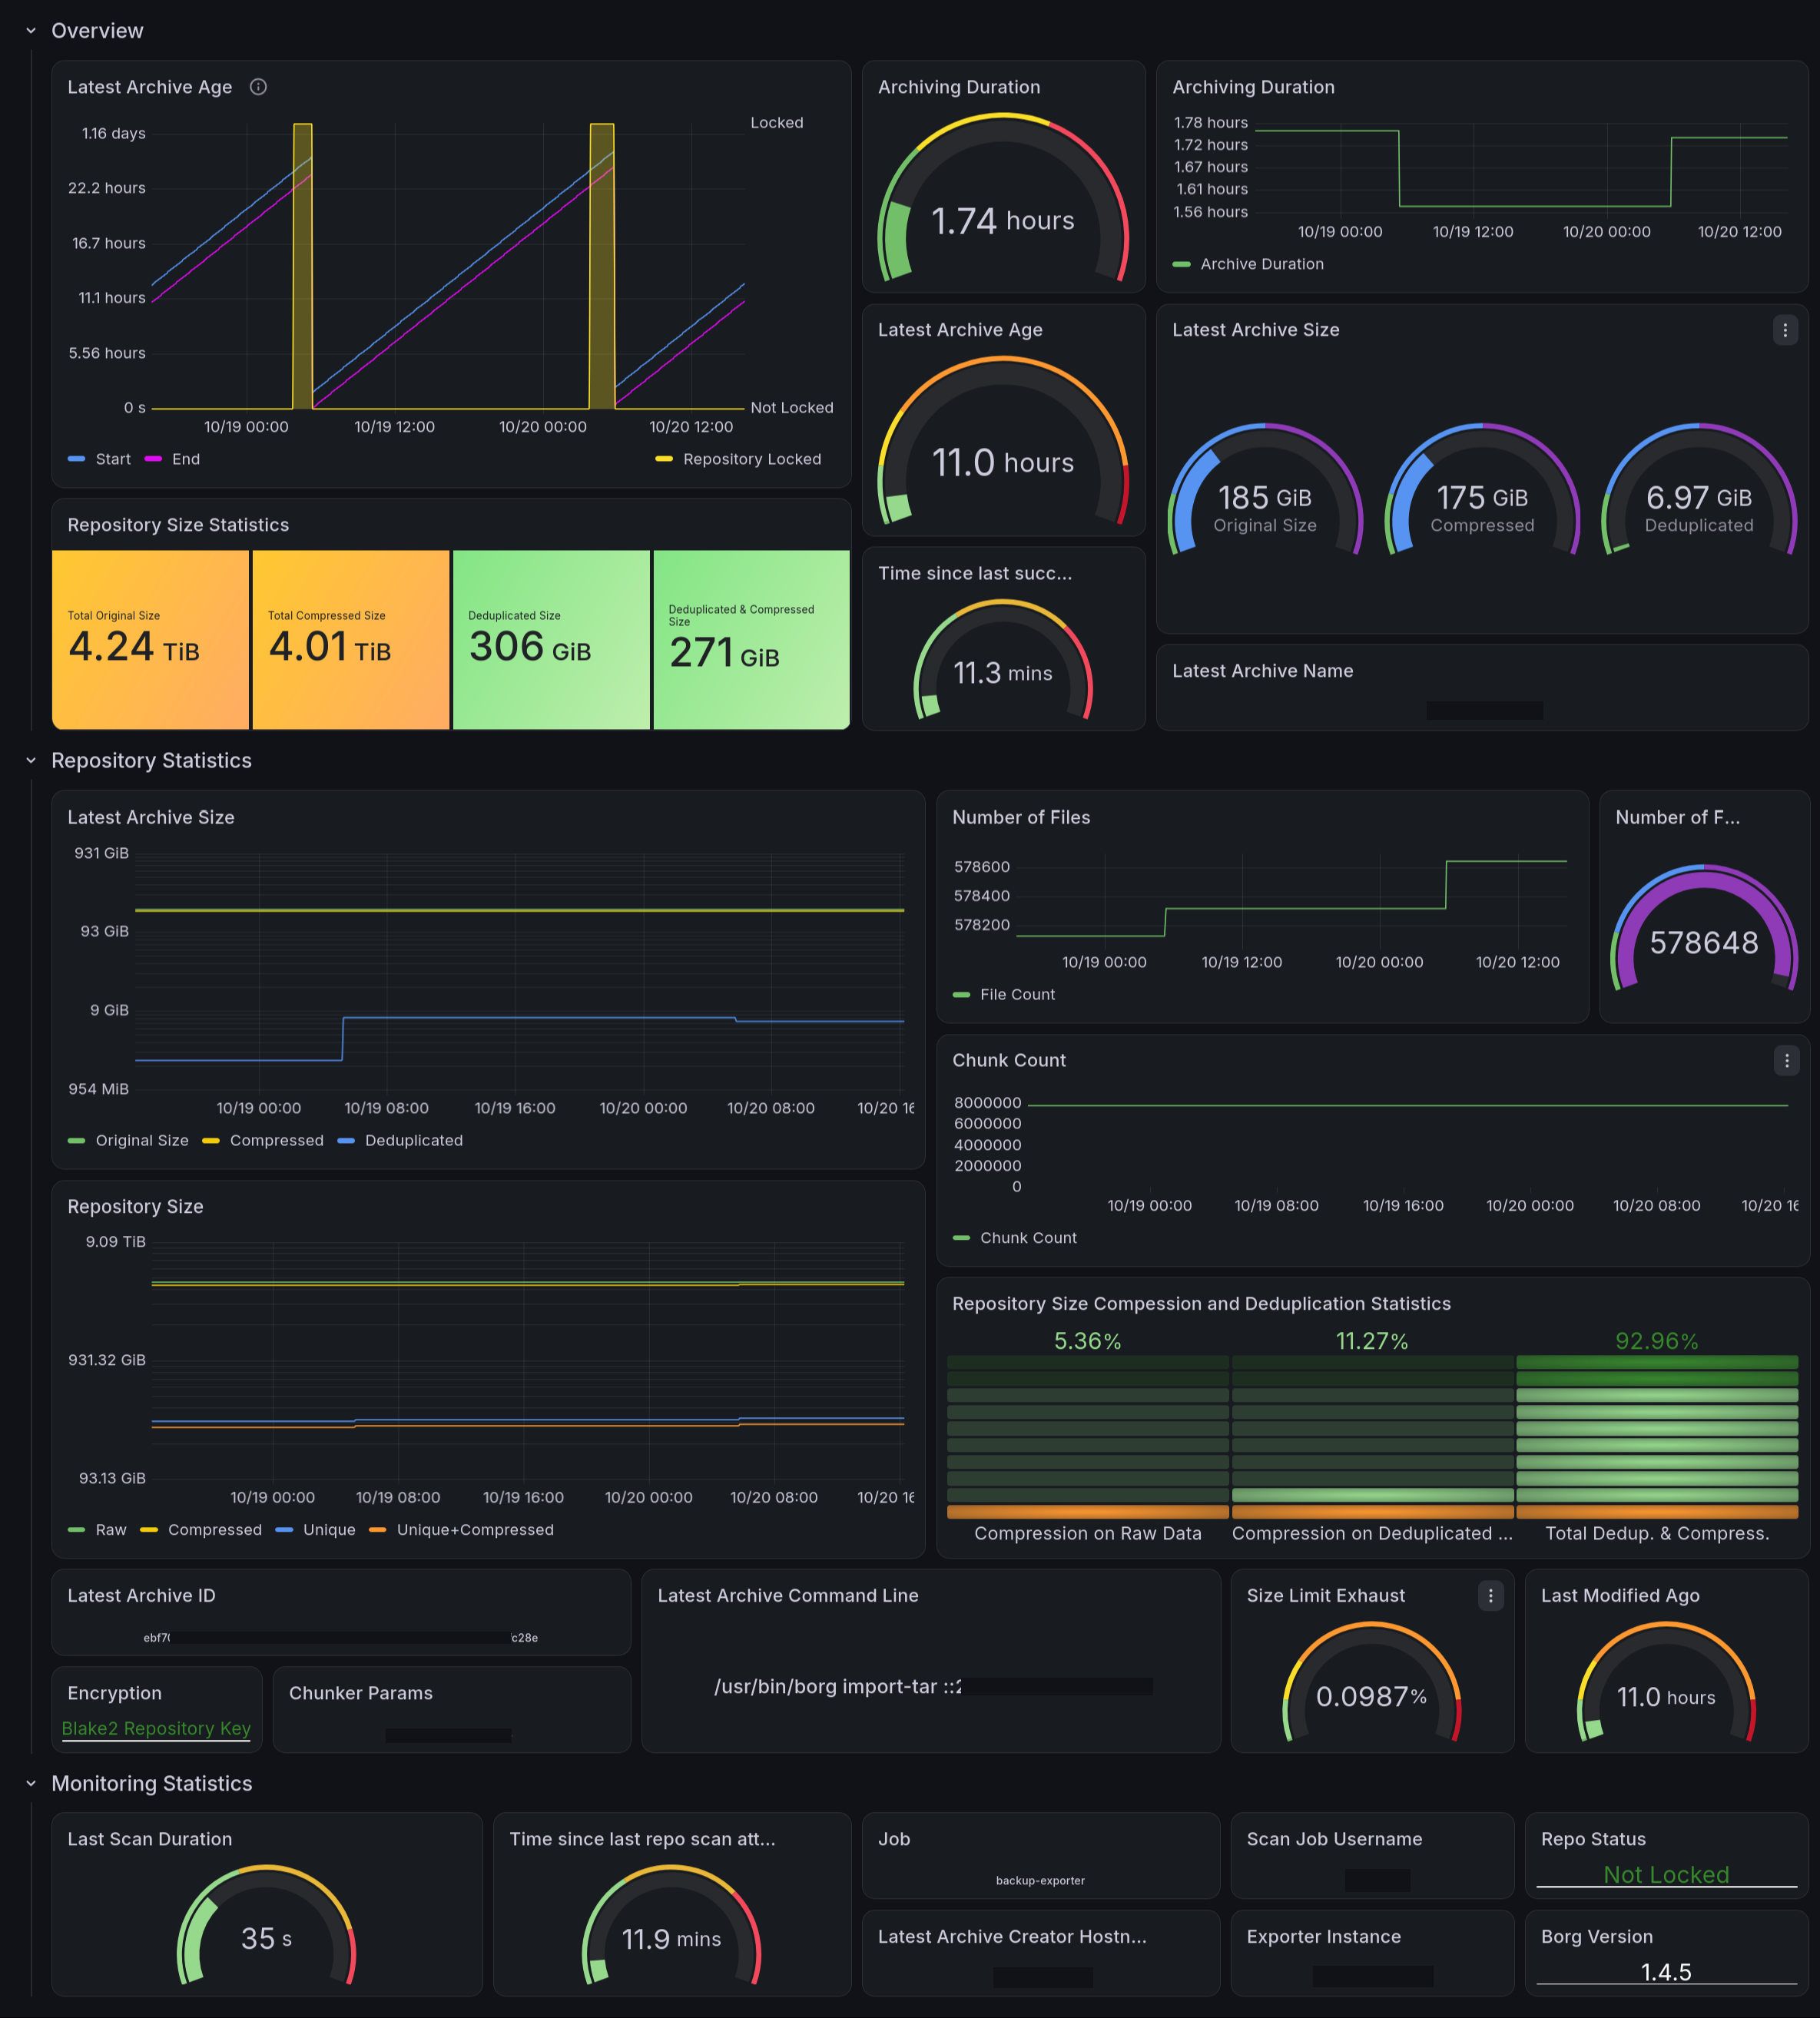 Overview
Latest Archive Age
1.16 days
22.2 hours
16.7 hours
11.1 hours
5.56 hours
0 s
Locked
Not Locked
10/19 00:00 10/19 12:00 10/20 00:00 10/20 12:00
Start End Repository Locked
Archiving Duration
1.74 hours
Archiving Duration
1.78 hours
1.72 hours
1.67 hours
1.61 hours
1.56 hours
10/19 00:00 10/19 12:00 10/20 00:00 10/20 12:00
Archive Duration
Latest Archive Age
11.0 hours
Latest Archive Size
185 GiB
Original Size
175 GiB
Compressed
6.97 GiB
Deduplicated
Repository Size Statistics
Total Original Size
4.24 TiB
Total Compressed Size
4.01 TiB
Deduplicated Size
306 GiB
Deduplicated & Compressed
Size
271 GiB
Time since last succ...
11.3 mins
Latest Archive Name
Repository Statistics
Latest Archive Size
931 GiB
93 GiB
9 GiB
954 MiB
10/19 00:00 10/19 08:00 10/19 16:00 10/20 00:00 10/20 08:00 10/20 16
Original Size Compressed Deduplicated
Number of Files
578600
578400
578200
10/19 00:00 10/19 12:00 10/20 00:00 10/20 12:00
File Count
Number of F...
578648
Chunk Count
8000000
6000000
4000000
2000000
0
10/19 00:00 10/19 08:00 10/19 16:00 10/20 00:00 10/20 08:00 10/20 16
Chunk Count
Repository Size
9.09 TiB
931.32 GiB
93.13 GiB
10/19 00:00 10/19 08:00 10/19 16:00 10/20 00:00 10/20 08:00 10/20 16
Raw Compressed Unique Unique+Compressed
Repository Size Compession and Deduplication Statistics
5.36% 11.27% 92.96%
Compression on Raw Data Compression on Deduplicated ... Total Dedup. & Compress.
Latest Archive ID
ebf70 c28e
Latest Archive Command Line
/usr/bin/borg import-tar ::2
Size Limit Exhaust
0.0987%
Last Modified Ago
11.0 hours
Encryption
Blake2 Repository Key
Chunker Params
Monitoring Statistics
Last Scan Duration
35 s
Time since last repo scan att...
11.9 mins
Job
backup-exporter
Scan Job Username
Repo Status
Not Locked
Latest Archive Creator Hostn...
Exporter Instance
Borg Version
1.4.5